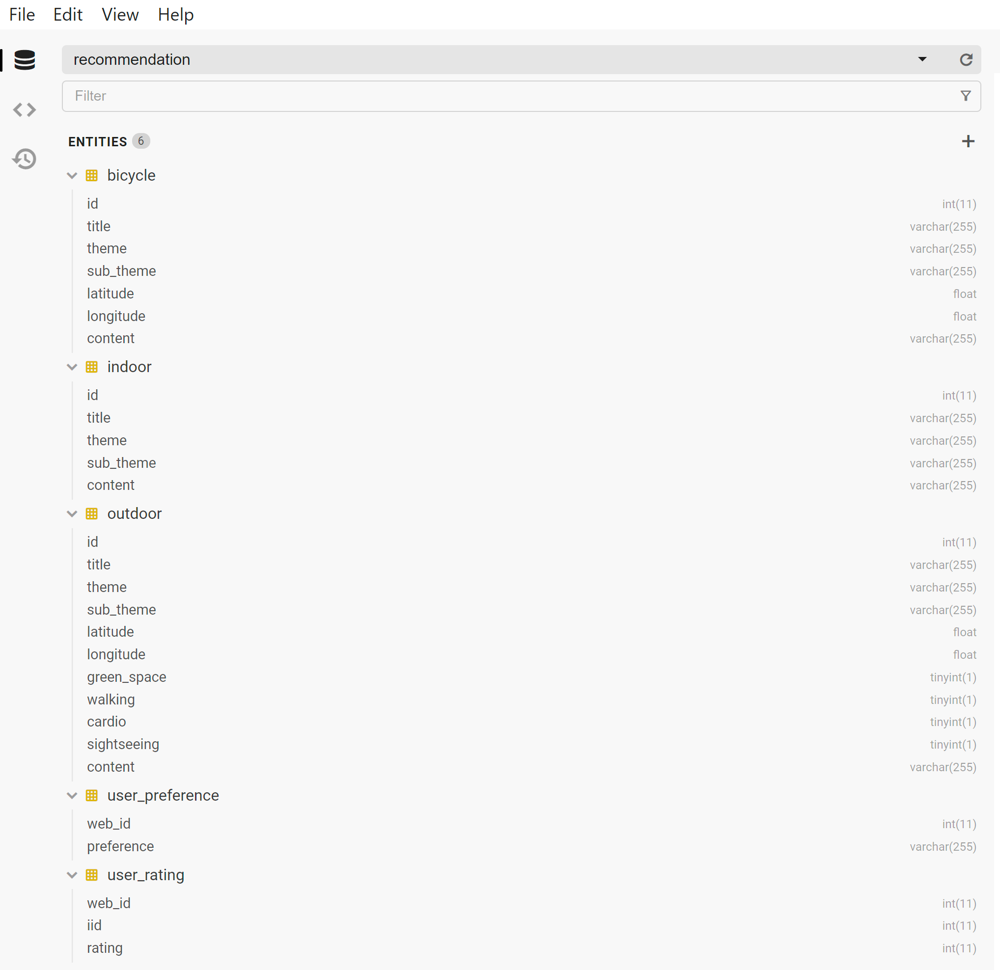 File Edit View Help
recommendation
Filter
ENTITIES 6
bicycle
id int(11)
title varchar(255)
theme varchar(255)
sub_theme varchar(255)
latitude float
longitude float
content varchar(255)
indoor
id int(11)
title varchar(255)
theme varchar(255)
sub_theme varchar(255)
content varchar(255)
outdoor
id int(11)
title varchar(255)
theme varchar(255)
sub_theme varchar(255)
latitude float
longitude float
green_space tinyint(1)
walking tinyint(1)
cardio tinyint(1)
sightseeing tinyint(1)
content varchar(255)
user_preference
web_id int(11)
preference varchar(255)
user_rating
web_id int(11)
iid int(11)
rating int(11)